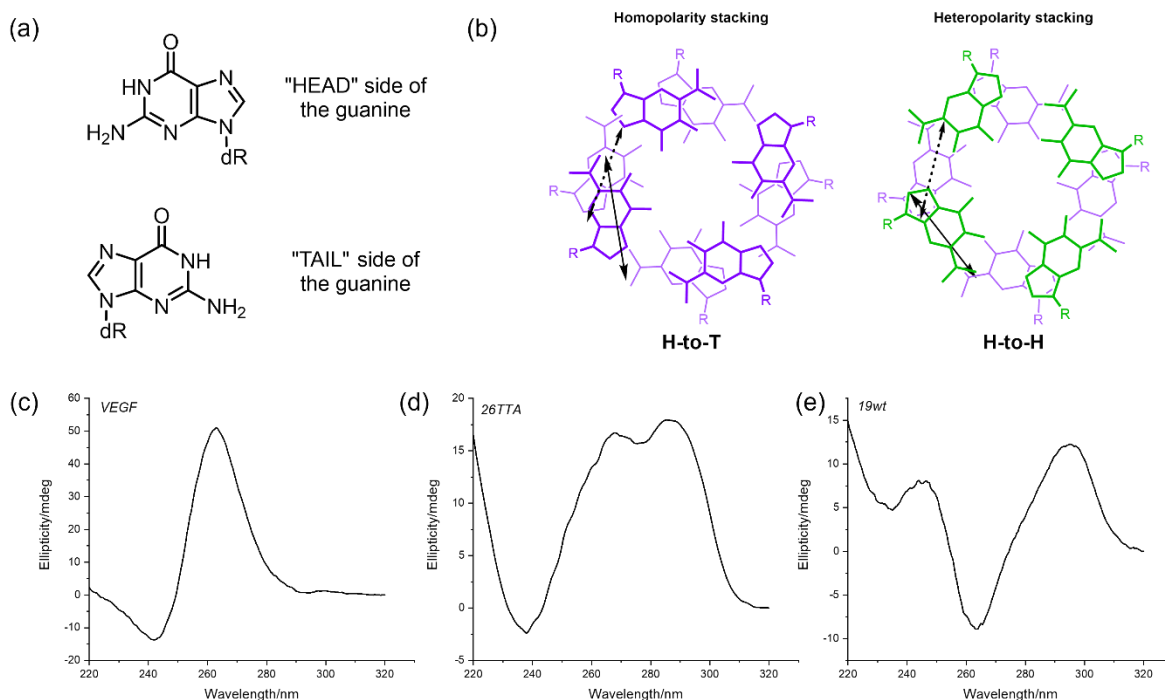 (a)
O
N
NH
H₂N
N
N
dR
"HEAD" side of
the guanine
O
N
NH
N
N
NH₂
dR
"TAIL" side of
the guanine
(b)
Homopolarity stacking
R
R
R
R
R
R
R
R
H-to-T
Heteropolarity stacking
R
R
R
R
R
R
R
R
H-to-H
(c)
VEGF
60
50
40
30
20
10
0
-10
-20
Ellipticity/mdeg
220
240
260
280
300
320
Wavelength/nm
(d)
26TTA
20
15
10
5
0
-5
Ellipticity/mdeg
220
240
260
280
300
320
Wavelength/nm
(e)
19wt
15
10
5
0
-5
-10
Ellipticity/mdeg
220
240
260
280
300
320
Wavelength/nm